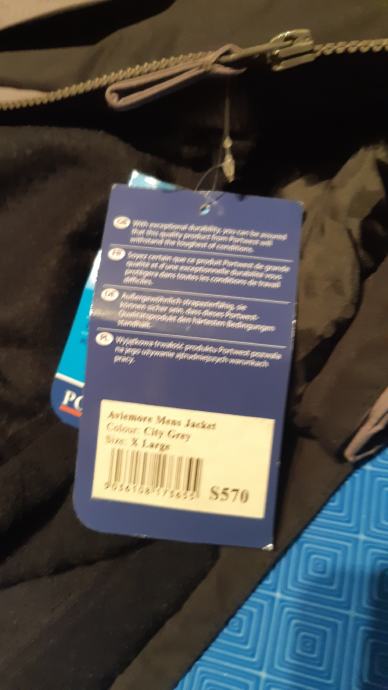 GB With exceptional durability, you can be assured
that this quality product from Portwest will
withstand the toughest of conditions.
FR Soyez certain que ce produit Portwest de grande
qualité et d'une exceptionnelle durabilité vous
protégera dans toutes les conditions de travail
difficiles.
DE Außergewöhnlich strapazierfähig, sie
können sicher sein, dass dieses Portwest-
Qualitätsprodukt den härtesten Bedingungen
standhält.
PL Wyjątkowa trwałość produktu Portwest pozwala
na jego używanie w
pracy.
PO
Aviemore Mens Jacket
Colour: City Grey
Size: X Large
5036108173655
S570